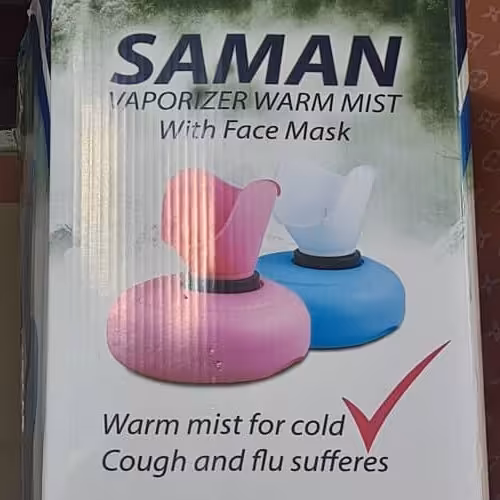 SAMAN
VAPORIZER WARM MIST
With Face Mask
Warm mist for cold
Cough and flu sufferes